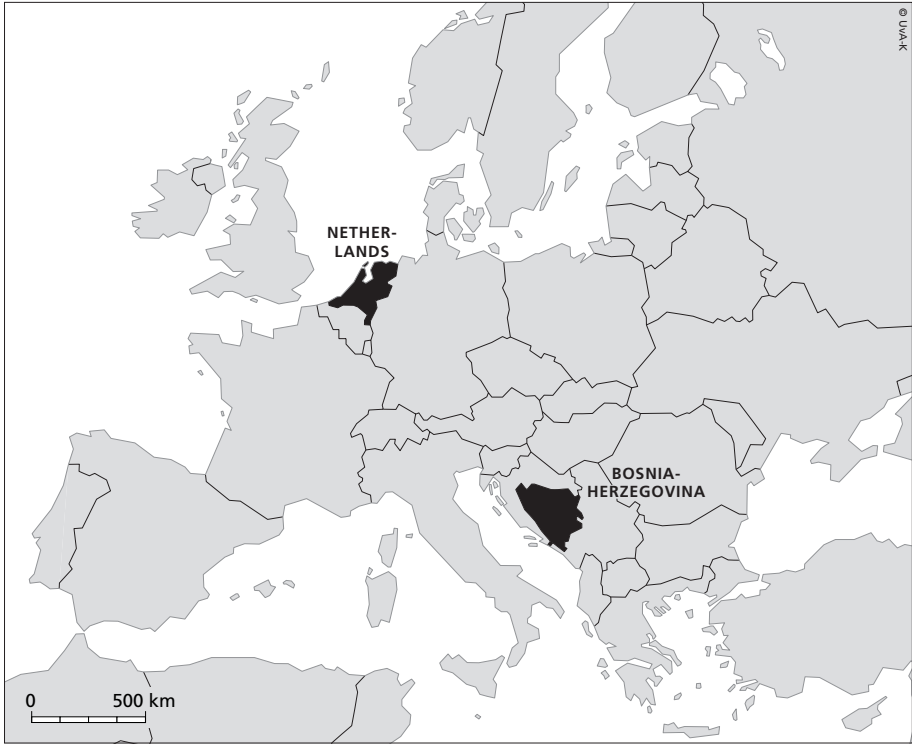 © UvA-K
NETHER-
LANDS
BOSNIA-
HERZEGOVINA
0 500 km